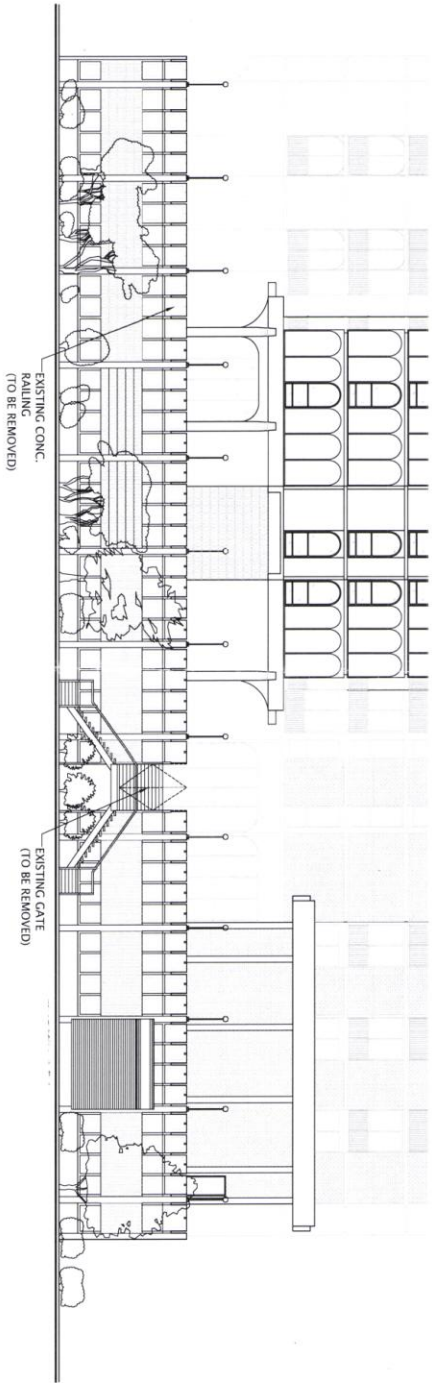 EXISTING CONC.
RAILING
(TO BE REMOVED)
EXISTING GATE
(TO BE REMOVED)